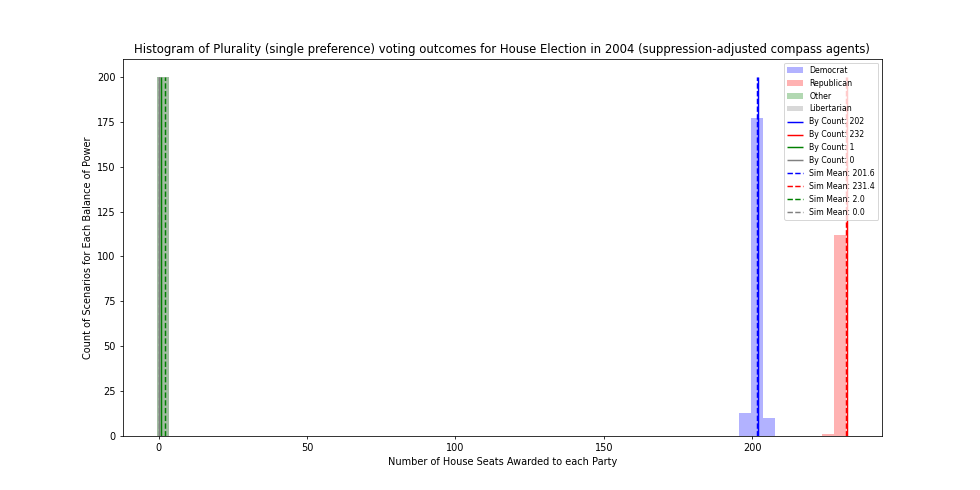 Histogram of Plurality (single preference) voting outcomes for House Election in 2004 (suppression-adjusted compass agents)
Count of Scenarios for Each Balance of Power
200
175
150
125
100
75
50
25
0
0
50
100
150
200
Number of House Seats Awarded to each Party
Democrat
Republican
Other
Libertarian
By Count: 202
By Count: 232
By Count: 1
By Count: 0
Sim Mean: 201.6
Sim Mean: 231.4
Sim Mean: 2.0
Sim Mean: 0.0